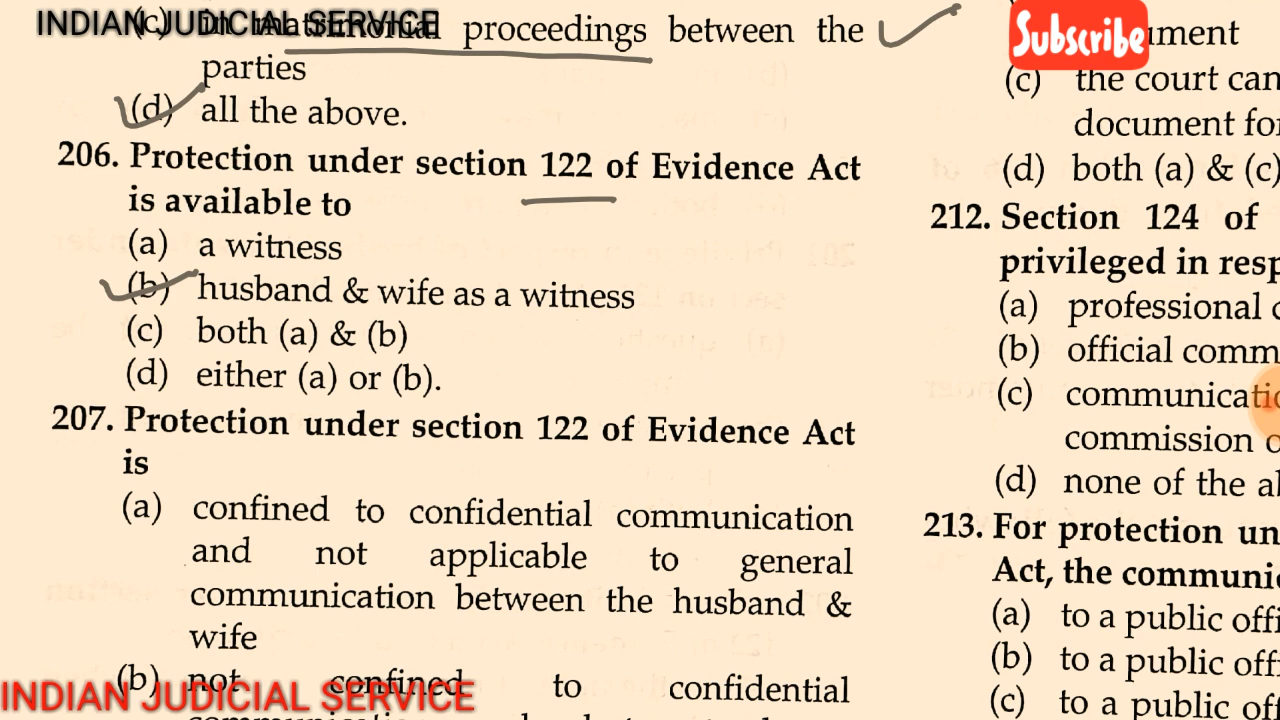 INDIAN JUDICIAL SERVICE
(c) in matrimonial proceedings between the
parties
(d) all the above.
206. Protection under section 122 of Evidence Act
is available to
(a) a witness
(b) husband & wife as a witness
(c) both (a) & (b)
(d) either (a) or (b).
207. Protection under section 122 of Evidence Act
is
(a) confined to confidential communication
and not applicable to general
communication between the husband &
wife
(b) not confined to confidential
INDIAN JUDICIAL SERVICE
Subscribe
(c) the court can
document for
(d) both (a) & (c)
212. Section 124 of
privileged in resp
(a) professional c
(b) official comm
(c) communicatio
commission o
(d) none of the a
213. For protection un
Act, the communic
(a) to a public offi
(b) to a public offi
(c) to a public off